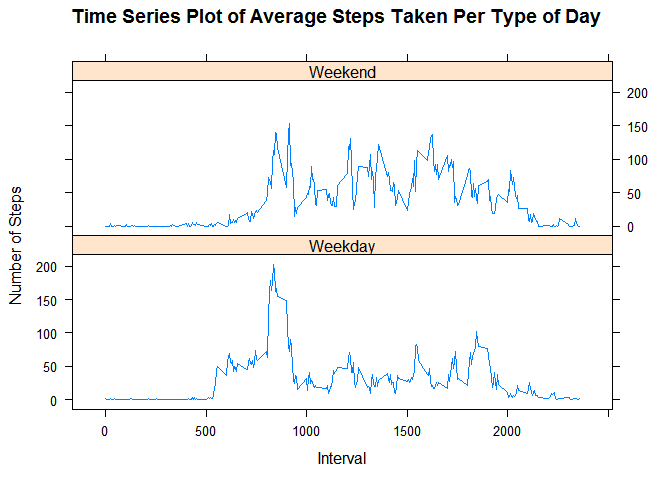 Time Series Plot of Average Steps Taken Per Type of Day
Weekend
200
150
100
50
0
Weekday
200
150
100
50
0
Number of Steps
0 500 1000 1500 2000
Interval